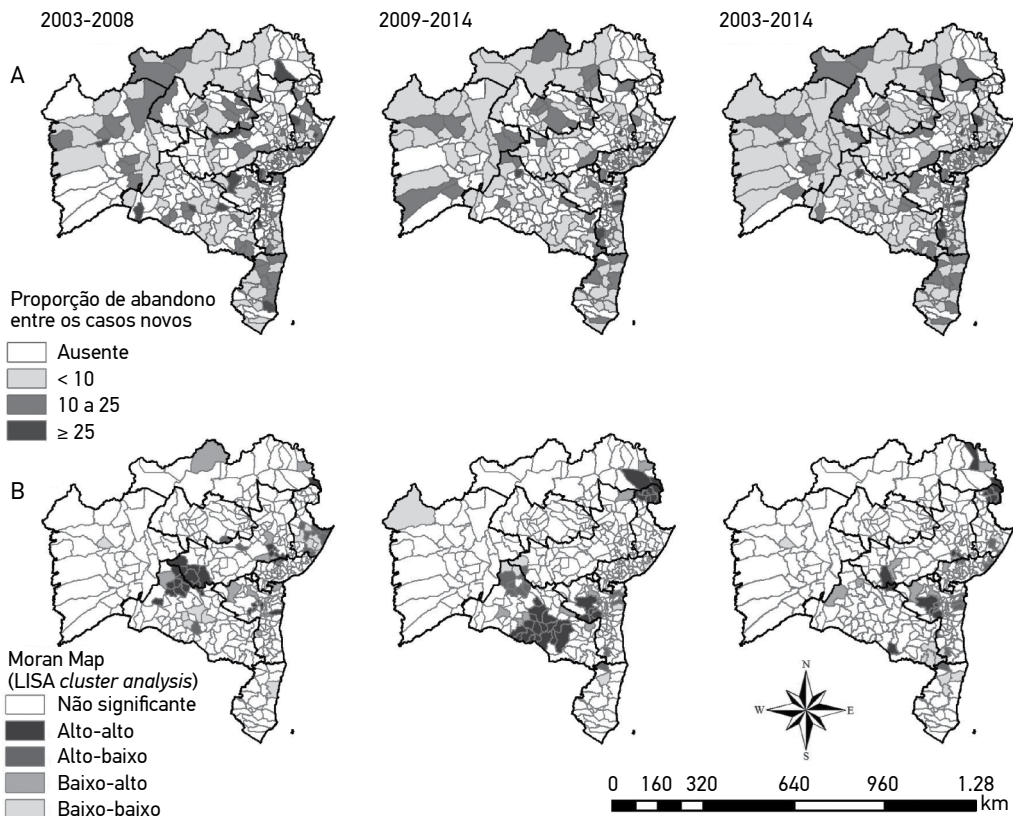 2003-2008
2009-2014
2003-2014
A
Proporção de abandono
entre os casos novos
Ausente
< 10
10 a 25
≥ 25
B
Moran Map
(LISA cluster analysis)
Não significante
Alto-alto
Alto-baixo
Baixo-alto
Baixo-baixo
N
W
E
S
0 160 320 640 960 1.28
km